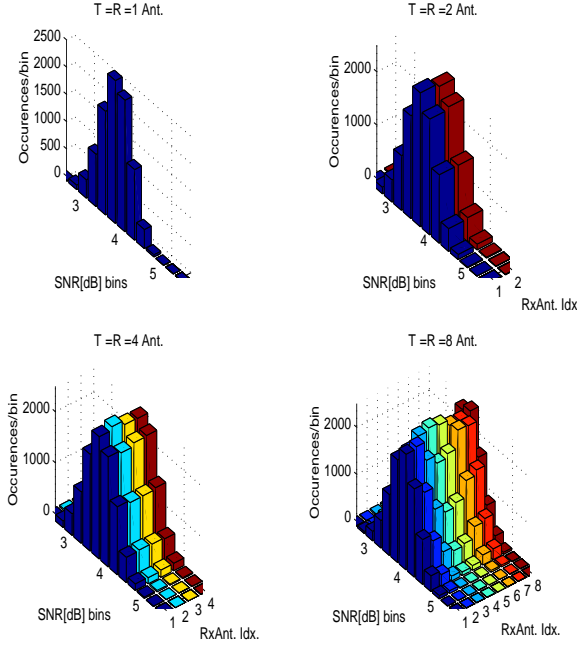 T =R =1 Ant.
2500
2000
1500
1000
500
0
Occurences/bin
3
4
5
SNR[dB] bins
T =R =2 Ant.
2000
1000
0
Occurences/bin
3
4
5
SNR[dB] bins
1
2
RxAnt. Idx
T =R =4 Ant.
2000
1000
0
Occurences/bin
3
4
5
SNR[dB] bins
1 2 3 4
RxAnt. Idx.
T =R =8 Ant.
2000
1000
0
Occurences/bin
3
4
5
SNR[dB] bins
1 2 3 4 5 6 7 8
RxAnt. Idx.